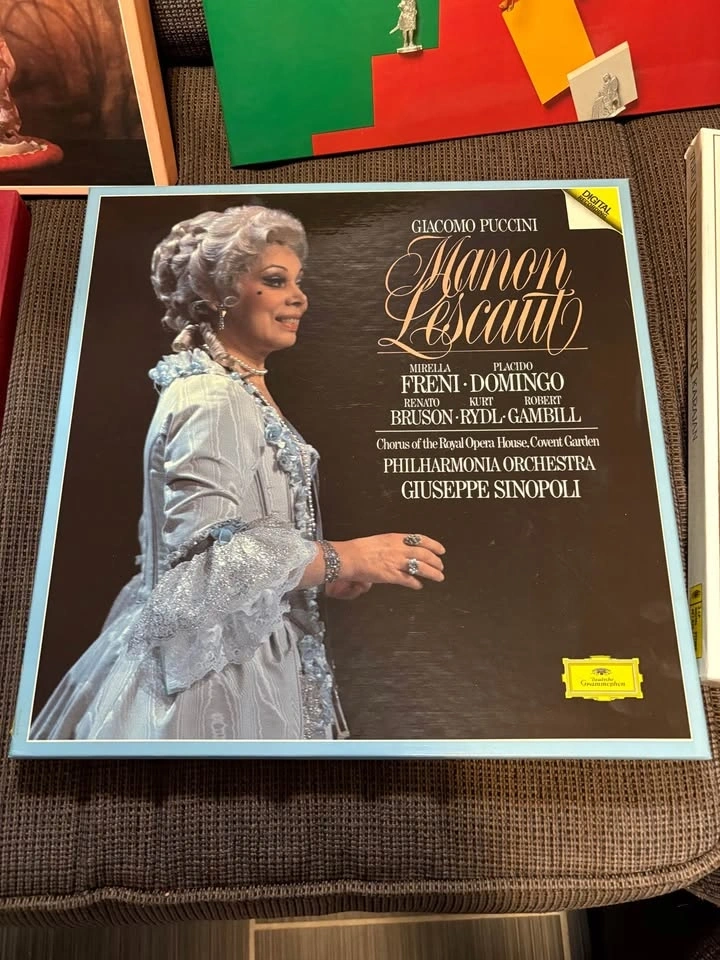 DIGITAL
GIACOMO PUCCINI
Manon
Lescaut
MIRELLA PLACIDO
FRENI · DOMINGO
RENATO KURT ROBERT
BRUSON · RYDL · GAMBILL
Chorus of the Royal Opera House, Covent Garden
PHILHARMONIA ORCHESTRA
GIUSEPPE SINOPOLI
Deutsche
Grammophon
KARAJAN